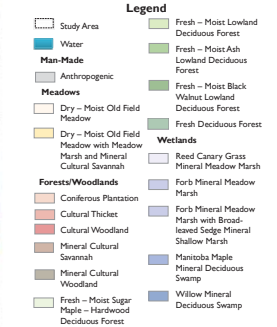 Legend
Study Area
Water
Man-Made
Anthropogenic
Meadows
Dry – Moist Old Field
Meadow
Dry – Moist Old Field
Meadow with Meadow
Marsh and Mineral
Cultural Savannah
Forests/Woodlands
Coniferous Plantation
Cultural Thicket
Cultural Woodland
Mineral Cultural
Savannah
Mineral Cultural
Woodland
Fresh – Moist Sugar
Maple – Hardwood
Deciduous Forest
Fresh – Moist Lowland
Deciduous Forest
Fresh – Moist Ash
Lowland Deciduous
Forest
Fresh – Moist Black
Walnut Lowland
Deciduous Forest
Fresh Deciduous Forest
Wetlands
Reed Canary Grass
Mineral Meadow Marsh
Forb Mineral Meadow
Marsh
Forb Mineral Meadow
Marsh with Broad-
leaved Sedge Mineral
Shallow Marsh
Manitoba Maple
Mineral Deciduous
Swamp
Willow Mineral
Deciduous Swamp